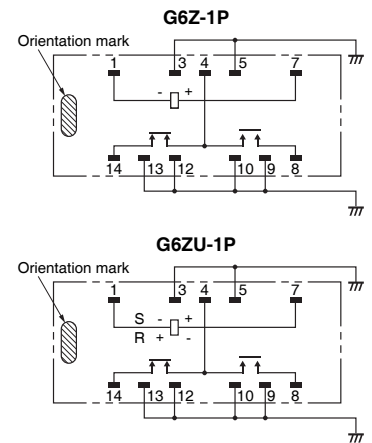 G6Z-1P
Orientation mark
1 3 4 5 7
- +
14 13 12 10 9 8
G6ZU-1P
Orientation mark
1 3 4 5 7
S - +
R + -
14 13 12 10 9 8